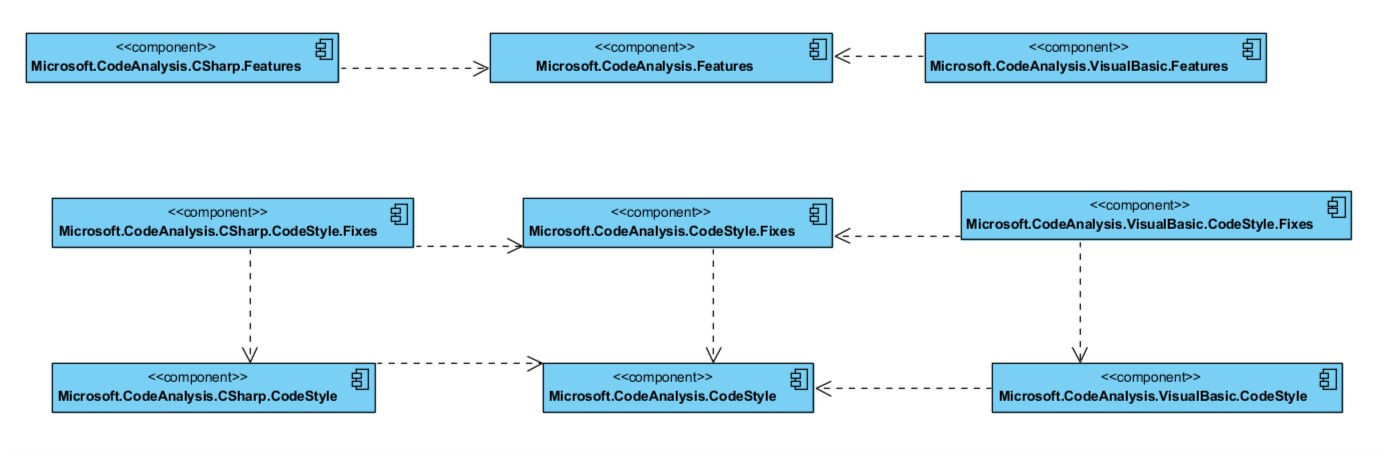 <<component>>
Microsoft.CodeAnalysis.CSharp.Features
<<component>>
Microsoft.CodeAnalysis.Features
<<component>>
Microsoft.CodeAnalysis.VisualBasic.Features
<<component>>
Microsoft.CodeAnalysis.CSharp.CodeStyle.Fixes
<<component>>
Microsoft.CodeAnalysis.CodeStyle.Fixes
<<component>>
Microsoft.CodeAnalysis.VisualBasic.CodeStyle.Fixes
<<component>>
Microsoft.CodeAnalysis.CSharp.CodeStyle
<<component>>
Microsoft.CodeAnalysis.CodeStyle
<<component>>
Microsoft.CodeAnalysis.VisualBasic.CodeStyle